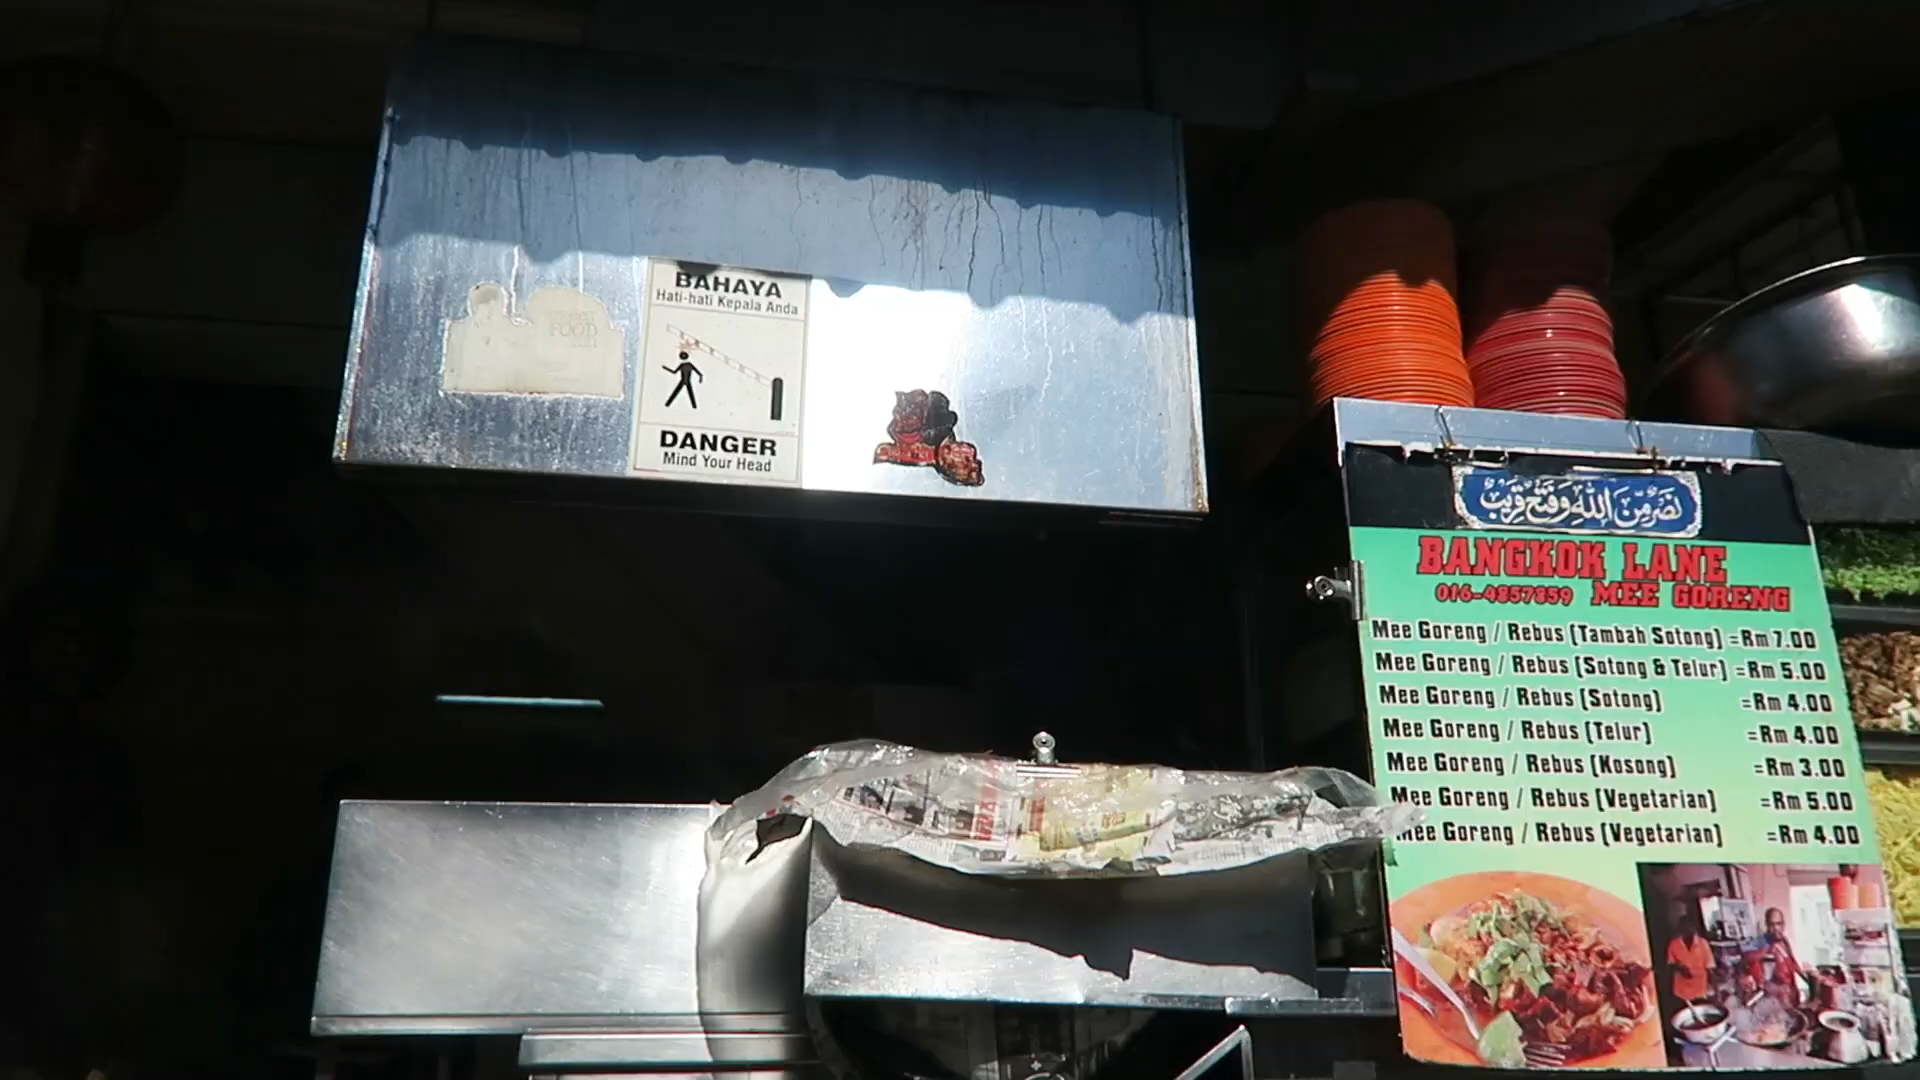 BAHAYA
Hati-hati Kepala Anda
DANGER
Mind Your Head
FOOD
نصر من الله وفتح قريب
BANGKOK LANE
016-4857859 MEE GORENG
Mee Goreng / Rebus (Tambah Sotong) =Rm 7.00
Mee Goreng / Rebus (Sotong & Telur) =Rm 5.00
Mee Goreng / Rebus (Sotong) =Rm 4.00
Mee Goreng / Rebus (Telur) =Rm 4.00
Mee Goreng / Rebus (Kosong) =Rm 3.00
Mee Goreng / Rebus (Vegetarian) =Rm 5.00
Mee Goreng / Rebus (Vegetarian) =Rm 4.00